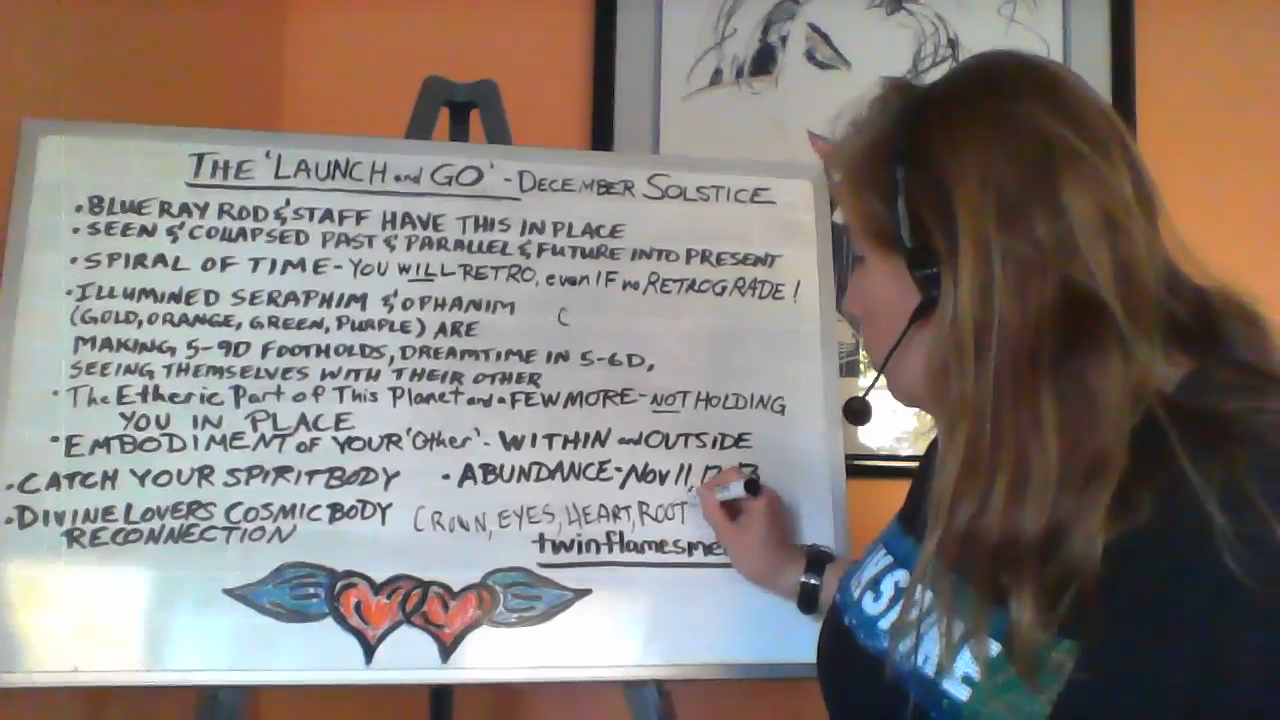 THE 'LAUNCH and GO' - DECEMBER SOLSTICE
• BLUE RAY ROD & STAFF HAVE THIS IN PLACE
• SEEN & COLLAPSED PAST & PARALLEL & FUTURE INTO PRESENT
• SPIRAL OF TIME - YOU WILL RETRO, even IF no RETROGRADE!
• ILLUMINED SERAPHIM & OPHANIM
(GOLD, ORANGE, GREEN, PURPLE) ARE C
MAKING 5-9D FOOTHOLDS, DREAMTIME IN 5-6D,
SEEING THEMSELVES WITH THEIR OTHER
• The Etheric Part of This Planet and a FEW MORE - NOT HOLDING
YOU IN PLACE
• EMBODIMENT of YOUR 'Other' - WITHIN and OUTSIDE
• CATCH YOUR SPIRIT BODY • ABUNDANCE - Nov 11,
• DIVINE LOVERS COSMIC BODY CROWN, EYES, HEART, ROOT
RECONNECTION
twinflamesme